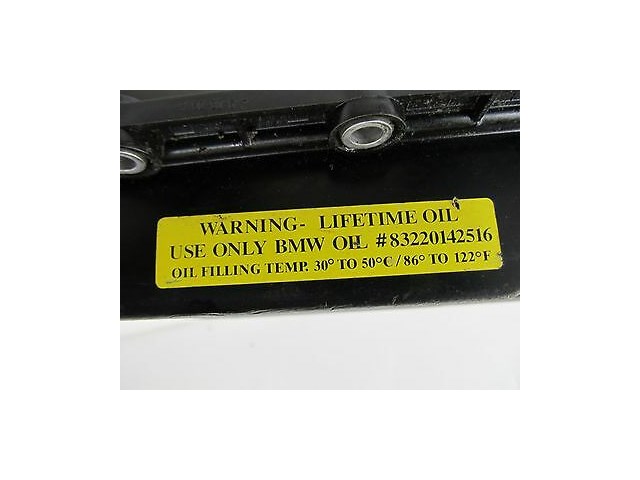 WARNING- LIFETIME OIL
USE ONLY BMW OIL #83220142516
OIL FILLING TEMP. 30° TO 50°C / 86° TO 122°F